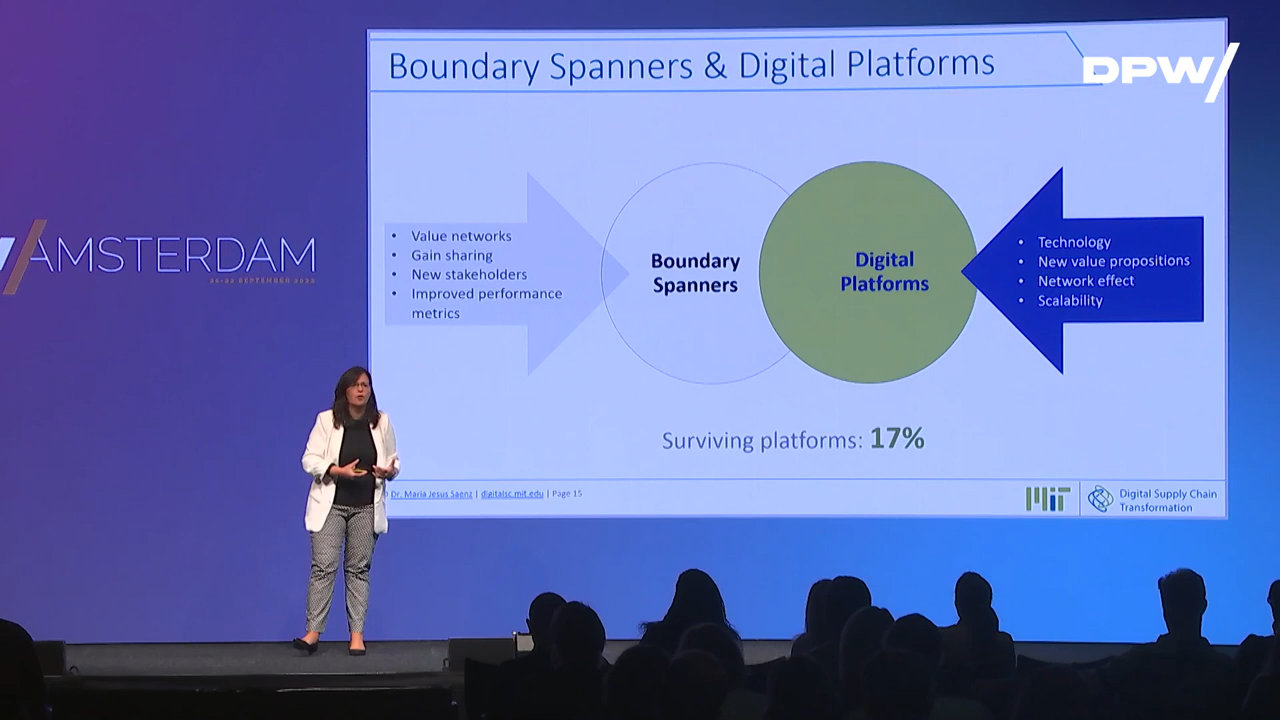 Boundary Spanners & Digital Platforms
DPW/
AMSTERDAM
• Value networks
• Gain sharing
• New stakeholders
• Improved performance
metrics
Boundary
Spanners
Digital
Platforms
• Technology
• New value propositions
• Network effect
• Scalability
Surviving platforms: 17%
Dr. Maria Jesus Saenz | digitalsc.mit.edu | Page 15
MIT
Digital Supply Chain
Transformation